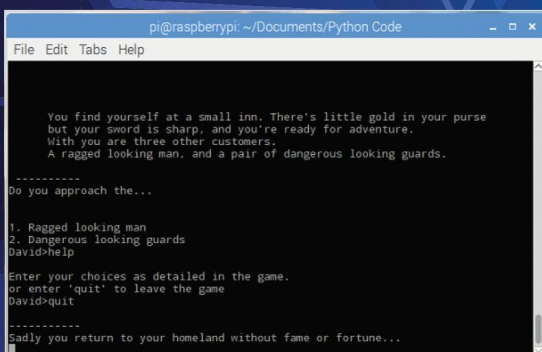 pi@raspberrypi: ~/Documents/Python Code
File Edit Tabs Help
You find yourself at a small inn. There's little gold in your purse
but your sword is sharp, and you're ready for adventure.
With you are three other customers.
A ragged looking man, and a pair of dangerous looking guards.
----------
Do you approach the...
1. Ragged looking man
2. Dangerous looking guards
David>help
Enter your choices as detailed in the game.
or enter 'quit' to leave the game
David>quit
-----------
Sadly you return to your homeland without fame or fortune...